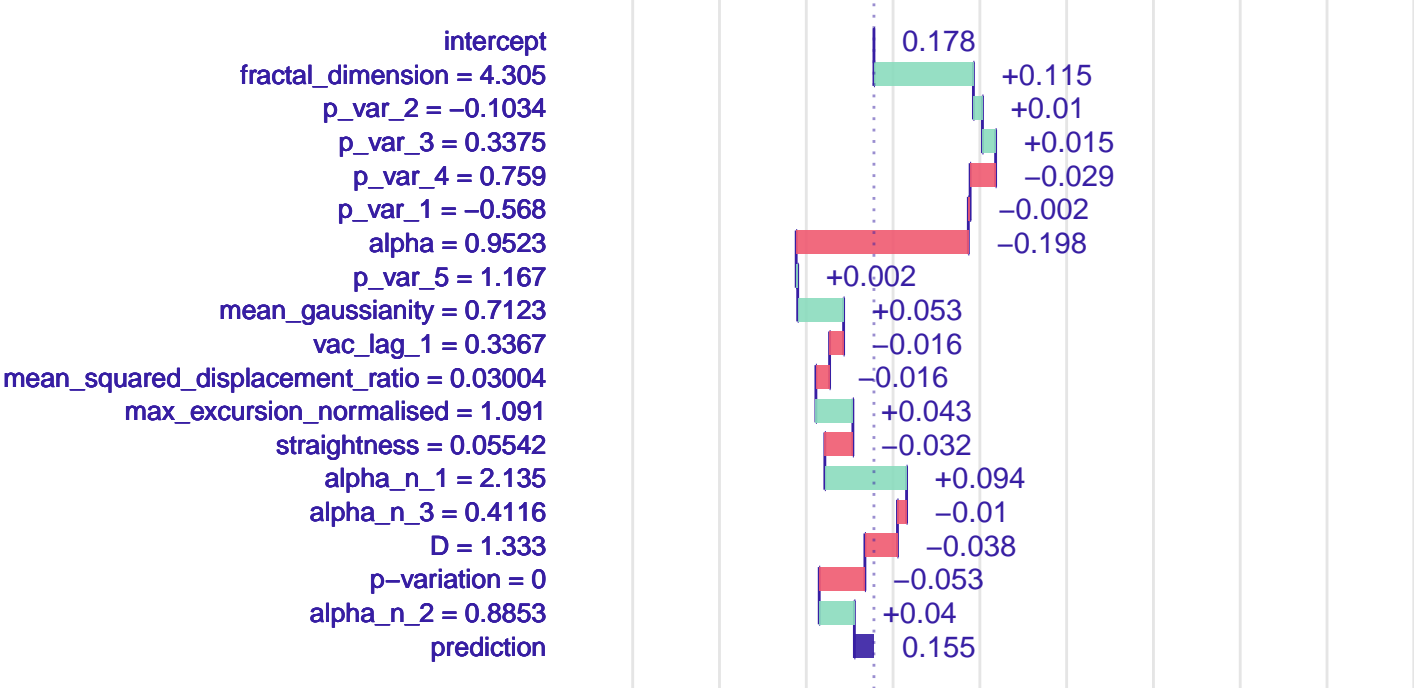 intercept 0.178
fractal_dimension = 4.305 +0.115
p_var_2 = −0.1034 +0.01
p_var_3 = 0.3375 +0.015
p_var_4 = 0.759 −0.029
p_var_1 = −0.568 −0.002
alpha = 0.9523 −0.198
p_var_5 = 1.167 +0.002
mean_gaussianity = 0.7123 +0.053
vac_lag_1 = 0.3367 −0.016
mean_squared_displacement_ratio = 0.03004 −0.016
max_excursion_normalised = 1.091 +0.043
straightness = 0.05542 −0.032
alpha_n_1 = 2.135 +0.094
alpha_n_3 = 0.4116 −0.01
D = 1.333 −0.038
p−variation = 0 −0.053
alpha_n_2 = 0.8853 +0.04
prediction 0.155